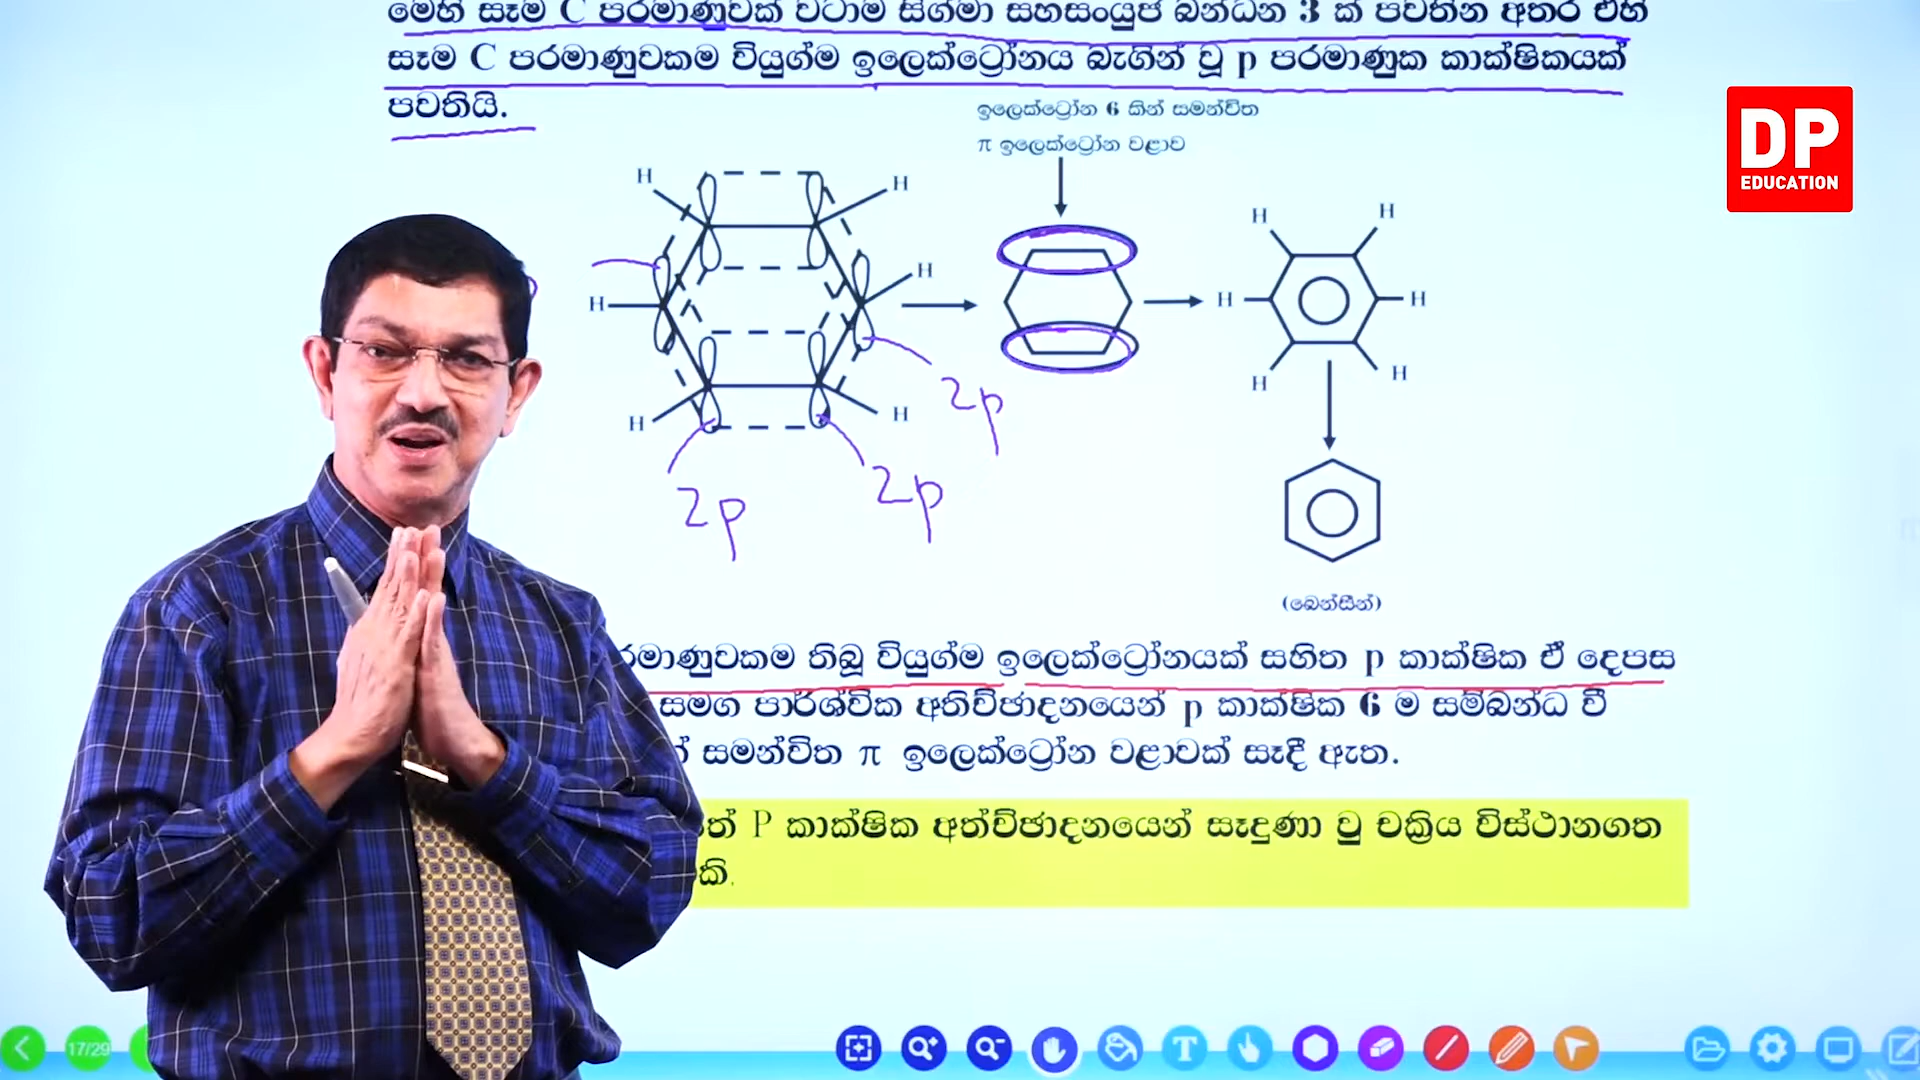 මෙහි සෑම C පරමාණුවක් වටාම සිග්මා සහසංයුජ බන්ධන 3 ක් පවතින අතර එහි
සෑම C පරමාණුවකම වියුග්ම ඉලෙක්ට්‍රෝනය බැගින් වූ p පරමාණුක කාක්ෂිකයක්
පවතියි.
ඉලෙක්ට්‍රෝන 6 කින් සමන්විත
π ඉලෙක්ට්‍රෝන වළාව
DP
EDUCATION
H H
H H
H H
H H
H H
H H
2p
2p
2p
(බෙන්සීන්)
තිබූ වියුග්ම ඉලෙක්ට්‍රෝනයක් සහිත p කාක්ෂික ඒ දෙපස
සමග පාර්ශ්වික අතිච්ඡාදනයෙන් p කාක්ෂික 6 ම සම්බන්ධ වී
සමන්විත π ඉලෙක්ට්‍රෝන වළාවක් සෑදී ඇත.
P කාක්ෂික අත්ච්ඡාදනයෙන් සෑදුණා වු චක්‍රිය විස්ථානගත
17/29
T